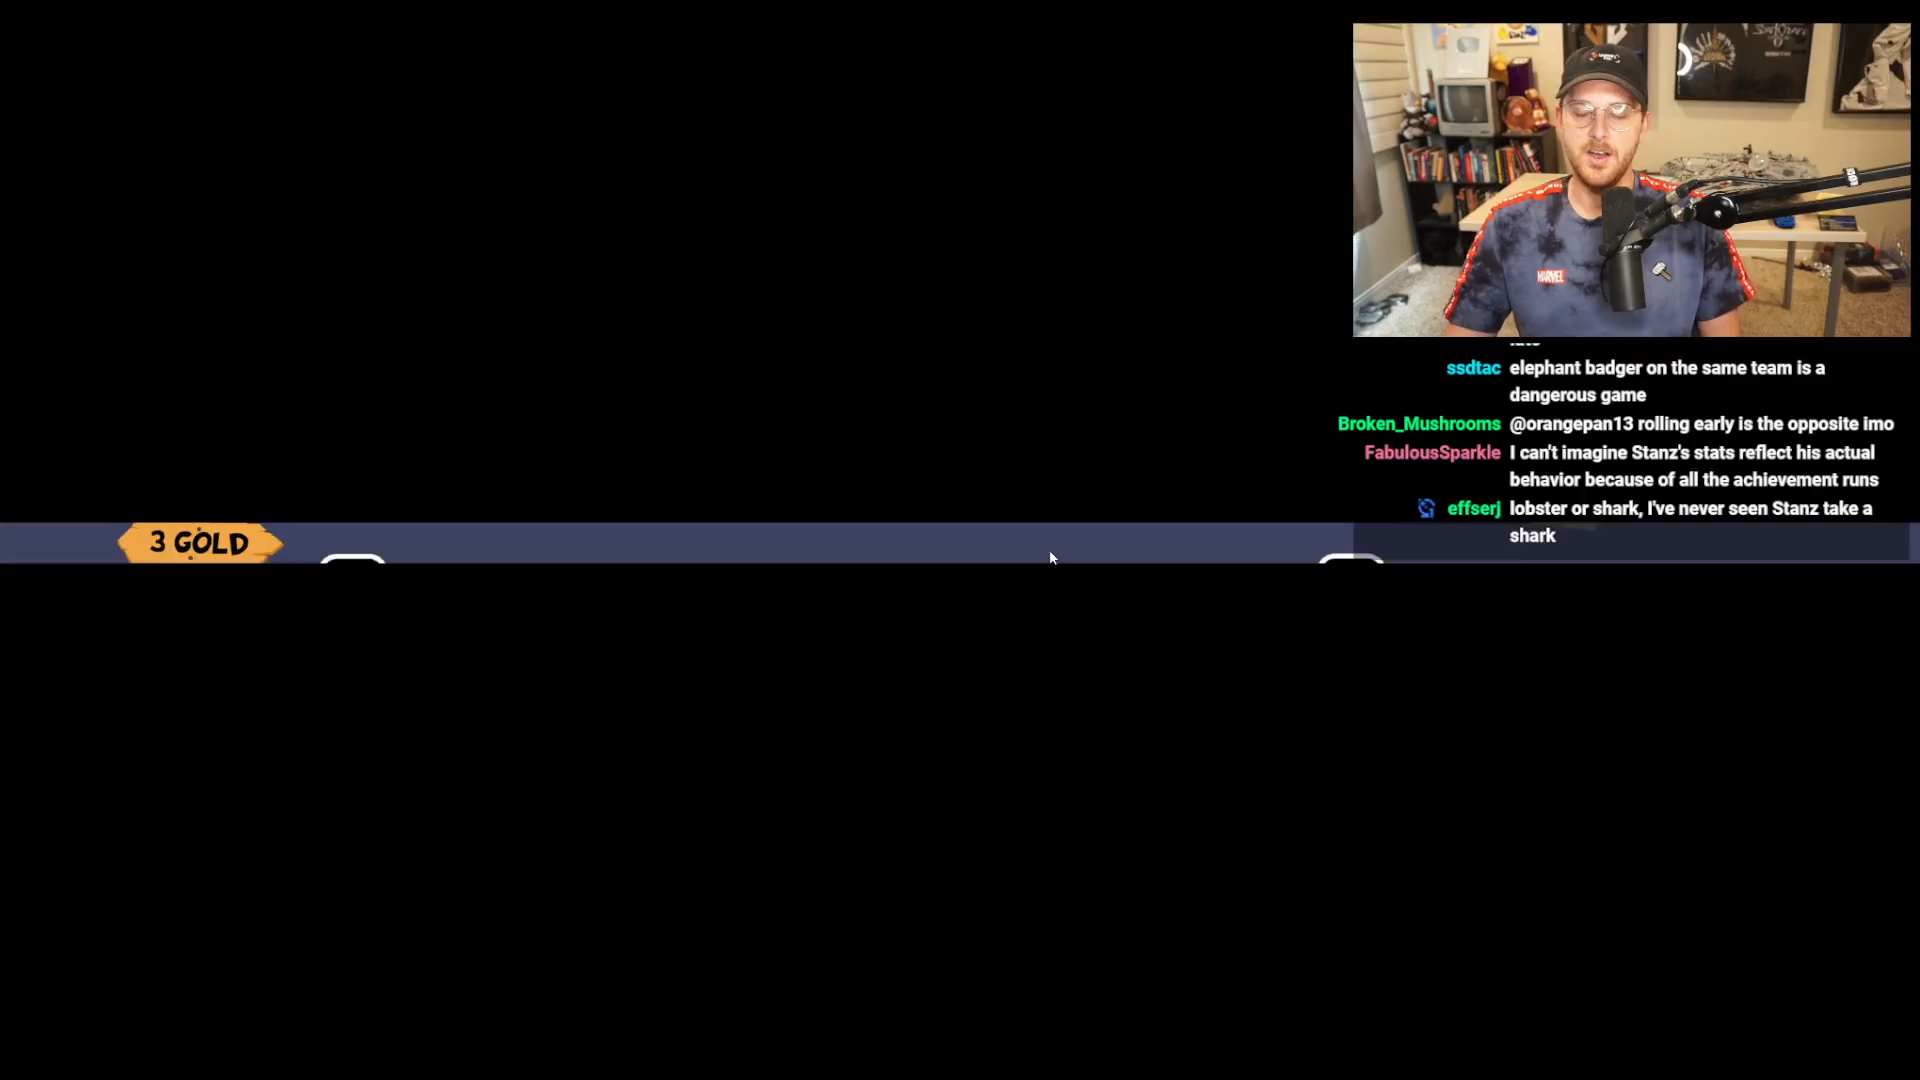 MARVEL
ssdtac elephant badger on the same team is a
dangerous game
Broken_Mushrooms @orangepan13 rolling early is the opposite imo
FabulousSparkle I can't imagine Stanz's stats reflect his actual
behavior because of all the achievement runs
effserj lobster or shark, I've never seen Stanz take a
shark
3 GOLD